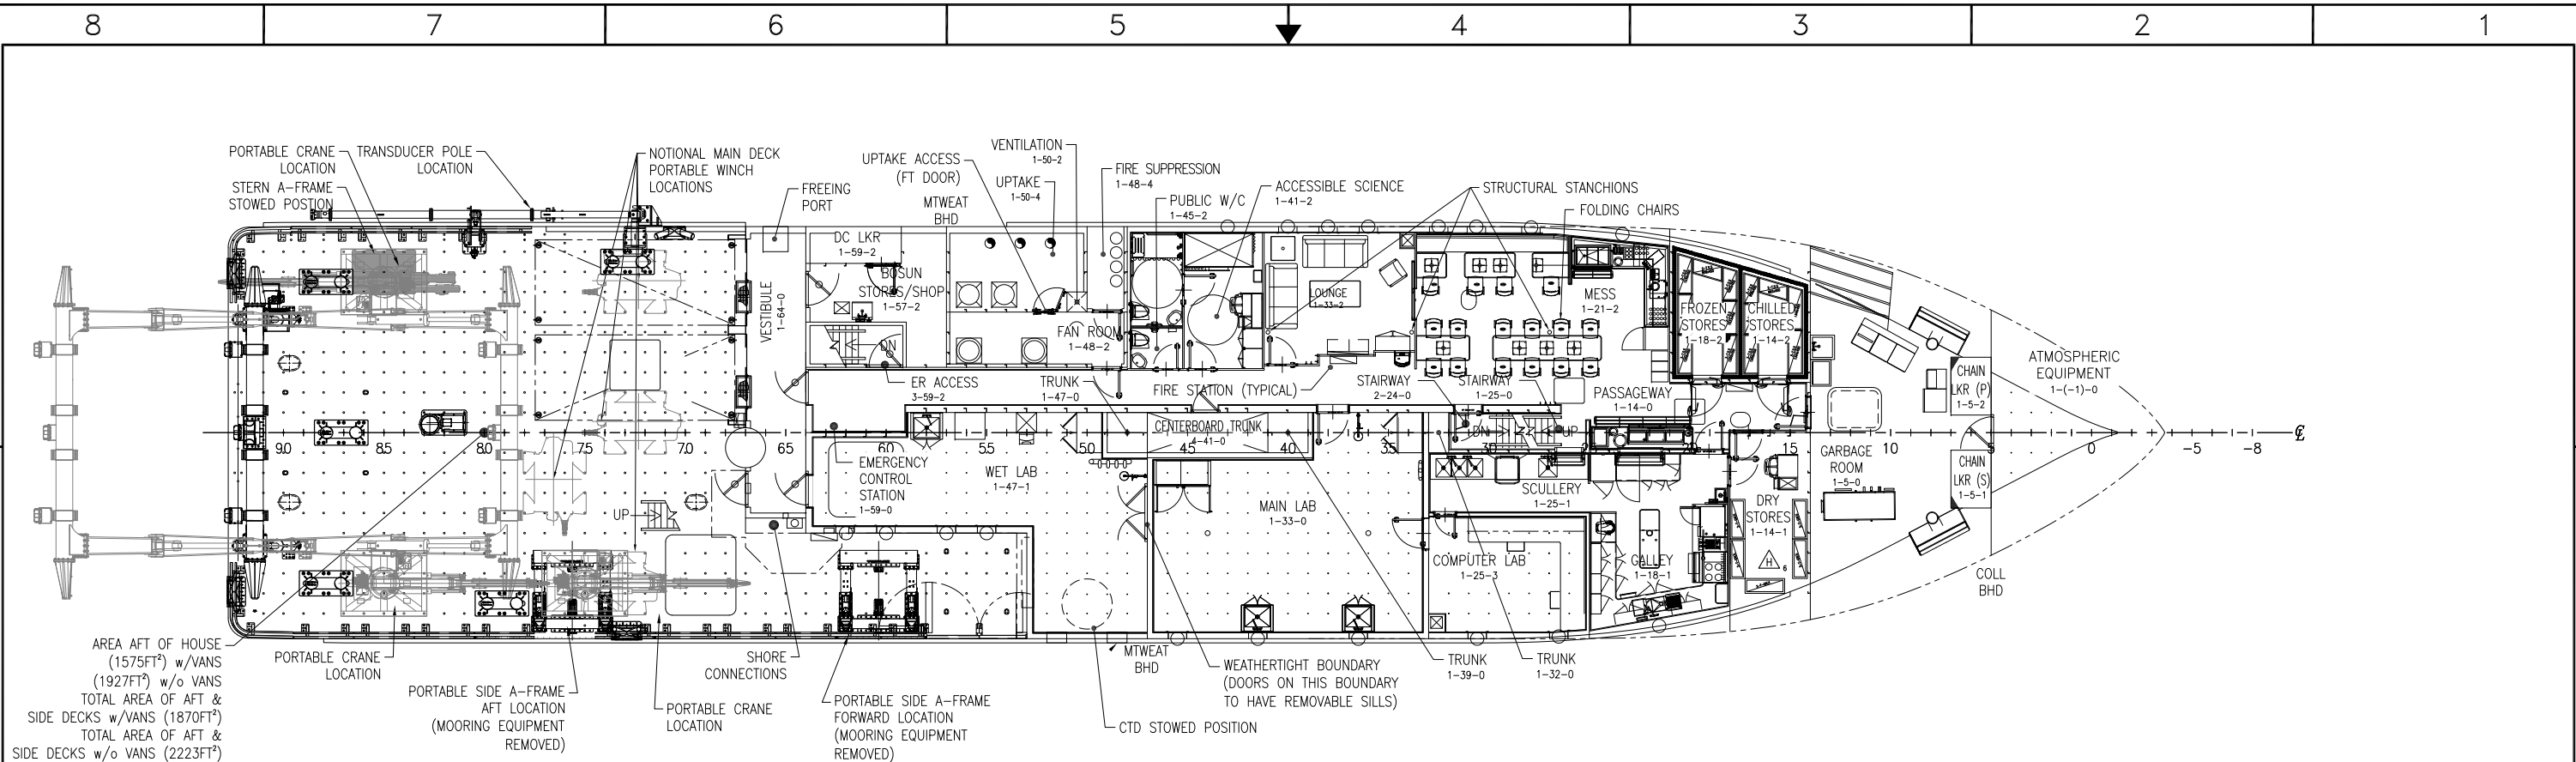 8 7 6 5 4 3 2 1
PORTABLE CRANE
LOCATION
TRANSDUCER POLE
LOCATION
STERN A-FRAME
STOWED POSTION
NOTIONAL MAIN DECK
PORTABLE WINCH
LOCATIONS
FREEING
PORT
UPTAKE ACCESS
(FT DOOR)
MTWEAT
BHD
VENTILATION
1-50-2
UPTAKE
1-50-4
FIRE SUPPRESSION
1-48-4
PUBLIC W/C
1-45-2
ACCESSIBLE SCIENCE
1-41-2
STRUCTURAL STANCHIONS
FOLDING CHAIRS
DC LKR
1-59-2
BOSUN
STORES/SHOP
1-57-2
VESTIBULE
1-64-0
DN
FAN ROOM
1-48-2
LOUNGE
1-33-2
MESS
1-21-2
FROZEN
STORES
1-18-2
CHILLED
STORES
1-14-2
ATMOSPHERIC
EQUIPMENT
1-(-1)-0
ER ACCESS
3-59-2
TRUNK
1-47-0
FIRE STATION (TYPICAL)
STAIRWAY
2-24-0
STAIRWAY
1-25-0
PASSAGEWAY
1-14-0
CHAIN
LKR (P)
1-5-2
CENTERBOARD TRUNK
4-41-0
DN
UP
90 85 80 75 70 65 60 55 50 45 40 35 30 20 15 10 5 0 -5 -8
EMERGENCY
CONTROL
STATION
1-59-0
WET LAB
1-47-1
MAIN LAB
1-33-0
SCULLERY
1-25-1
GARBAGE
ROOM
1-5-0
CHAIN
LKR (S)
1-5-1
DRY
STORES
1-14-1
UP
COMPUTER LAB
1-25-3
GALLEY
1-18-1
H
6
COLL
BHD
AREA AFT OF HOUSE
(1575FT²) w/VANS
(1927FT²) w/o VANS
TOTAL AREA OF AFT &
SIDE DECKS w/VANS (1870FT²)
TOTAL AREA OF AFT &
SIDE DECKS w/o VANS (2223FT²)
PORTABLE CRANE
LOCATION
PORTABLE SIDE A-FRAME
AFT LOCATION
(MOORING EQUIPMENT
REMOVED)
PORTABLE CRANE
LOCATION
SHORE
CONNECTIONS
PORTABLE SIDE A-FRAME
FORWARD LOCATION
(MOORING EQUIPMENT
REMOVED)
MTWEAT
BHD
CTD STOWED POSITION
WEATHERTIGHT BOUNDARY
(DOORS ON THIS BOUNDARY
TO HAVE REMOVABLE SILLS)
TRUNK
1-39-0
TRUNK
1-32-0